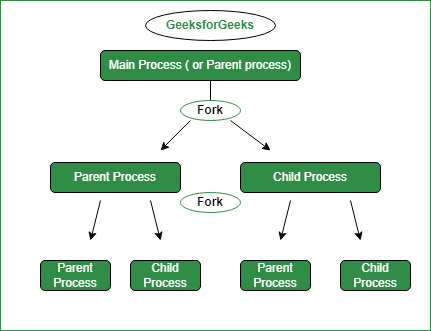 GeeksforGeeks
Main Process ( or Parent process)
Fork
Parent Process
Child Process
Fork
Parent
Process
Child
Process
Parent
Process
Child
Process